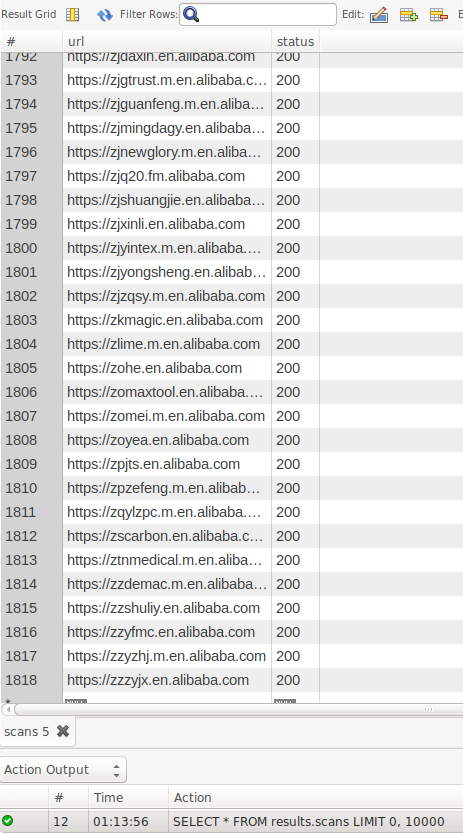 Result Grid Filter Rows: Edit: E
# url status
1792 https://zjdaxin.en.alibaba.com 200
1793 https://zjgtrust.m.en.alibaba.c... 200
1794 https://zjguanfeng.m.en.aliba... 200
1795 https://zjmingdagy.en.alibaba... 200
1796 https://zjnewglory.m.en.aliba... 200
1797 https://zjq20.fm.alibaba.com 200
1798 https://zjshuangjie.en.alibaba... 200
1799 https://zjxinli.en.alibaba.com 200
1800 https://zjyintex.m.en.alibaba.... 200
1801 https://zjyongsheng.en.alibab... 200
1802 https://zjzqsy.m.en.alibaba.com 200
1803 https://zkmagic.en.alibaba.com 200
1804 https://zlime.m.en.alibaba.com 200
1805 https://zohe.en.alibaba.com 200
1806 https://zomaxtool.en.alibaba.... 200
1807 https://zomei.m.en.alibaba.com 200
1808 https://zoyea.en.alibaba.com 200
1809 https://zpjts.en.alibaba.com 200
1810 https://zpzefeng.m.en.alibab... 200
1811 https://zqylzpc.m.en.alibaba.... 200
1812 https://zscarbon.en.alibaba.c... 200
1813 https://ztnmedical.m.en.aliba... 200
1814 https://zzdemac.m.en.alibaba... 200
1815 https://zzshuliy.en.alibaba.com 200
1816 https://zzyfmc.en.alibaba.com 200
1817 https://zzyzhj.m.en.alibaba.com 200
1818 https://zzzyjx.en.alibaba.com 200
* NULL NULL
scans 5
Action Output
# Time Action
12 01:13:56 SELECT * FROM results.scans LIMIT 0, 10000